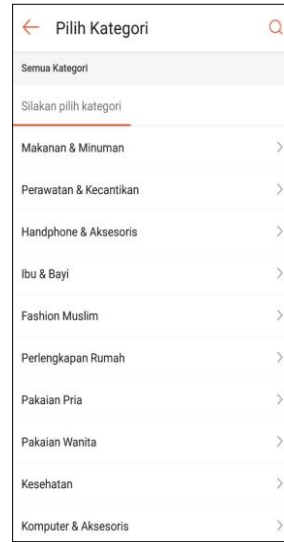 Pilih Kategori
Semua Kategori
Silakan pilih kategori
Makanan & Minuman
Perawatan & Kecantikan
Handphone & Aksesoris
Ibu & Bayi
Fashion Muslim
Perlengkapan Rumah
Pakaian Pria
Pakaian Wanita
Kesehatan
Komputer & Aksesoris